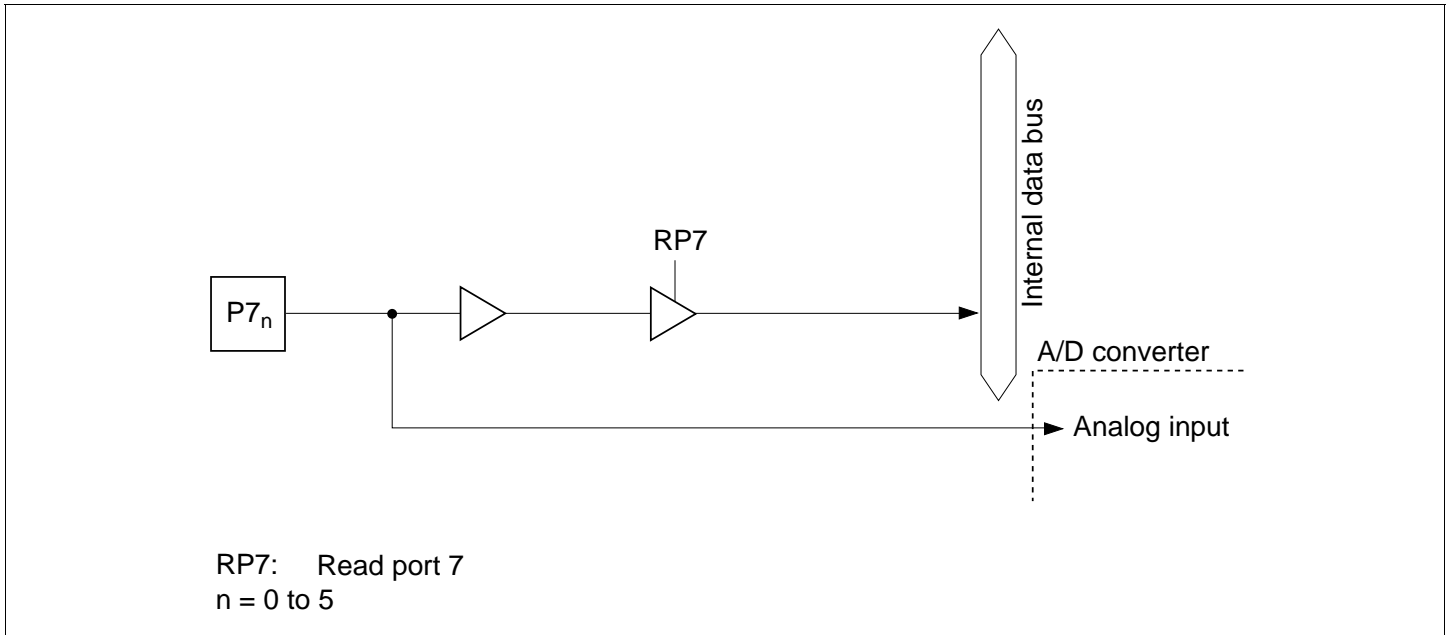 Internal data bus
RP7
P7n
A/D converter
Analog input
RP7: Read port 7
n = 0 to 5